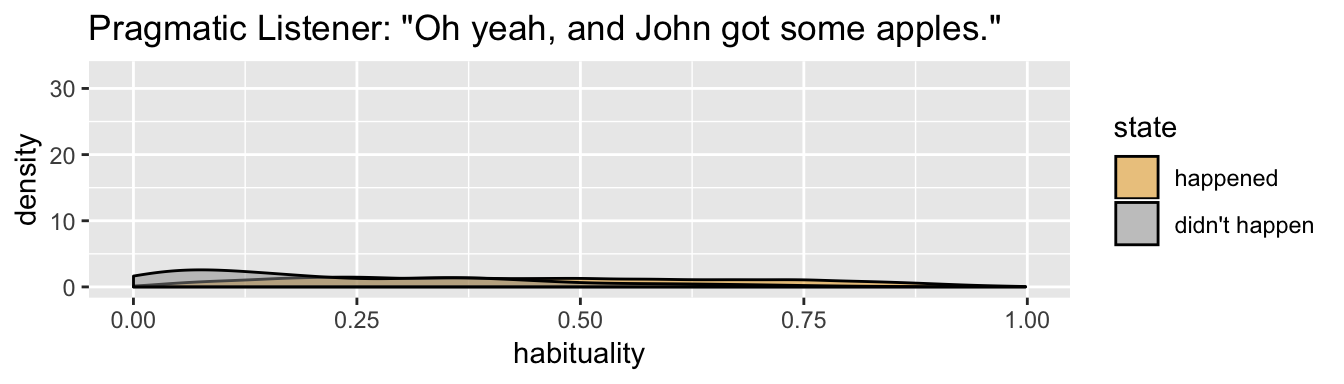 Pragmatic Listener: "Oh yeah, and John got some apples."
30
20
10
0
density
0.00 0.25 0.50 0.75 1.00
habituality
state
happened
didn't happen